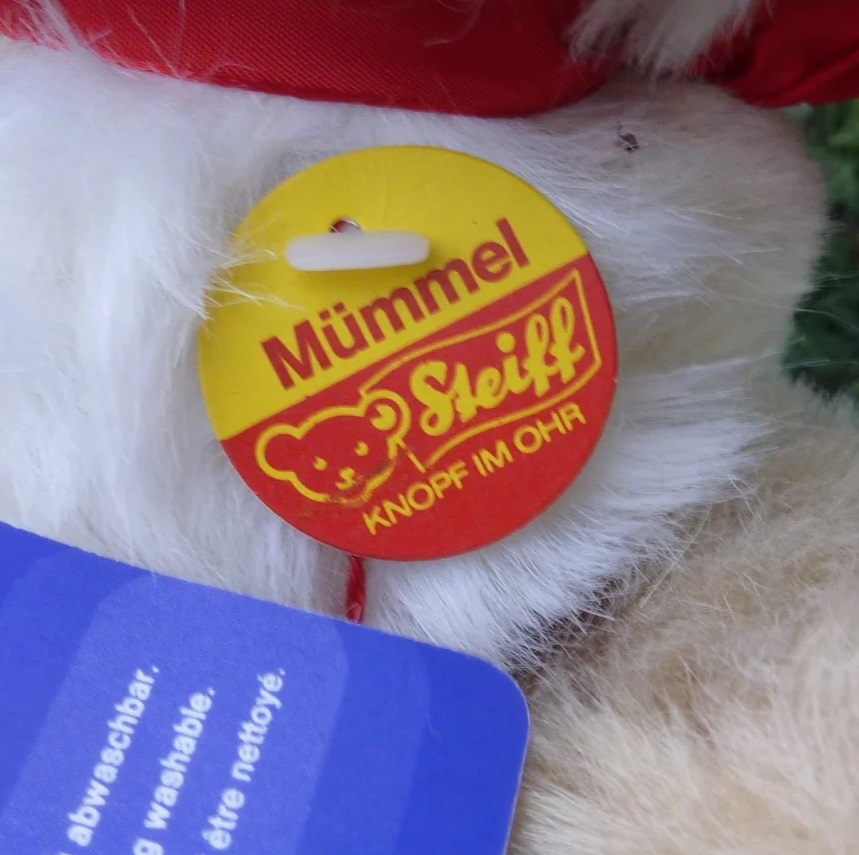 Mümmel
Steiff
KNOPF IM OHR
abwaschbar.
washable.
être nettoyé.